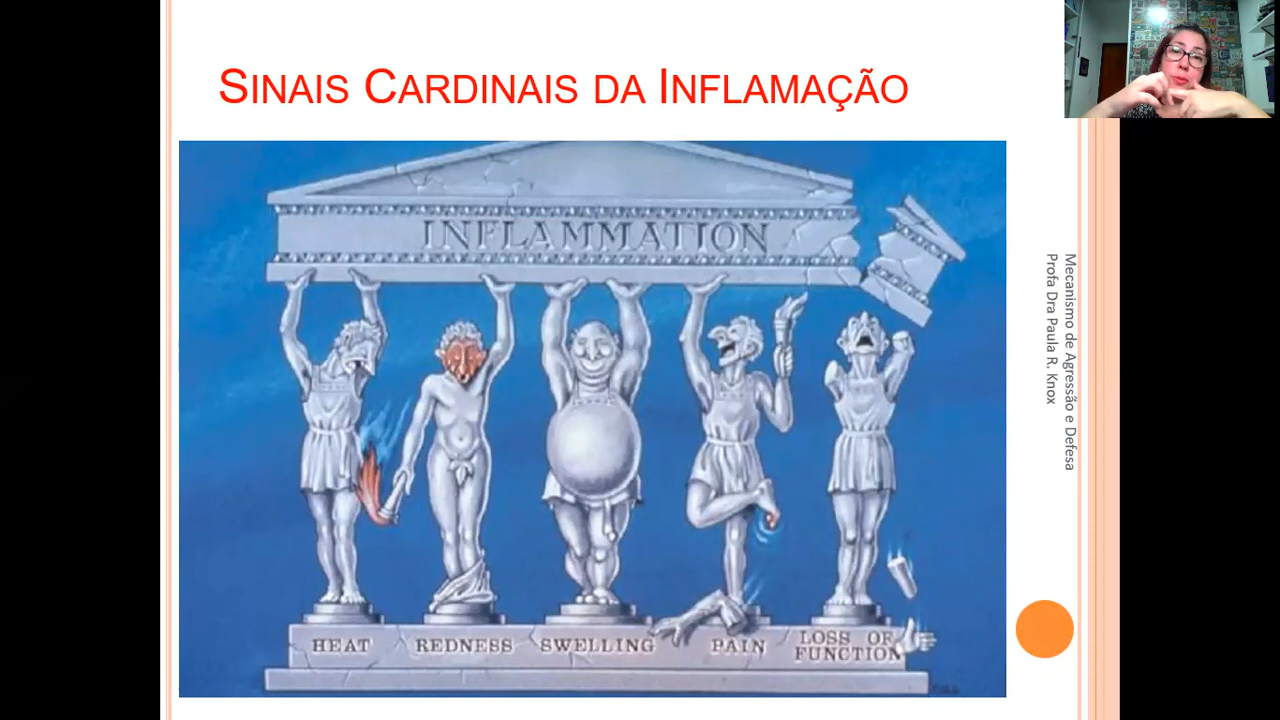 SINAIS CARDINAIS DA INFLAMAÇÃO
INFLAMMATION
HEAT
REDNESS
SWELLING
PAIN
LOSS OF
FUNCTION
Mecanismo de Agressão e Defesa
Profa Dra Paula R. Knox